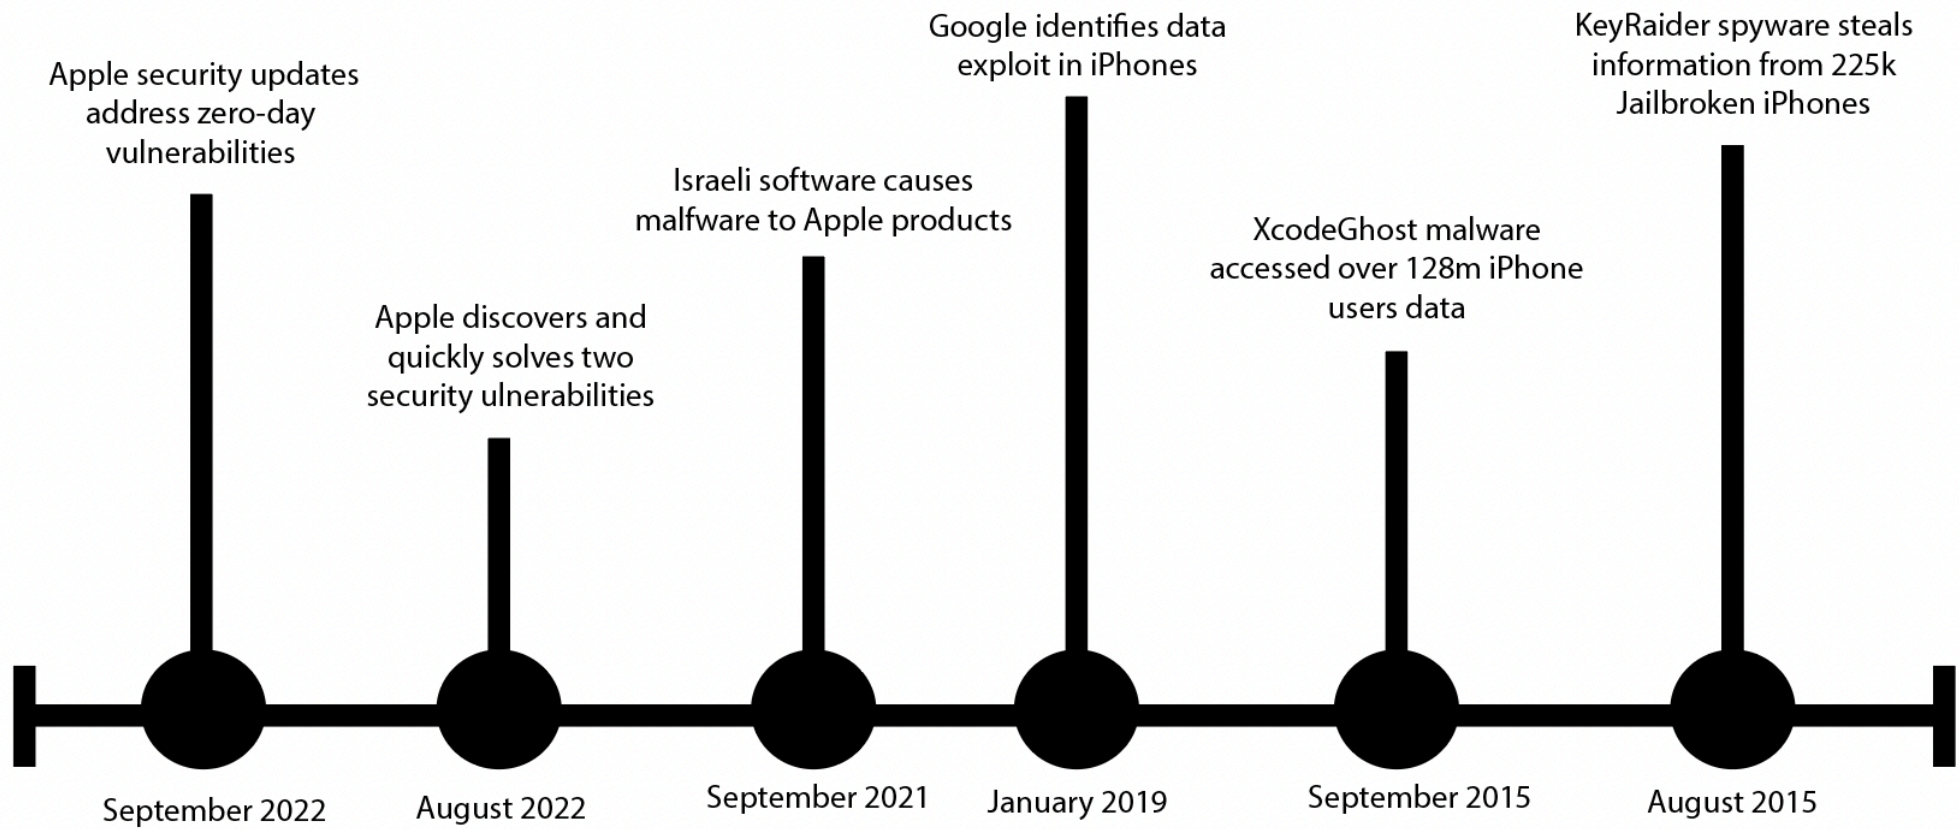 Apple security updates
address zero-day
vulnerabilities
Apple discovers and
quickly solves two
security ulnerabilities
Israeli software causes
malfware to Apple products
Google identifies data
exploit in iPhones
XcodeGhost malware
accessed over 128m iPhone
users data
KeyRaider spyware steals
information from 225k
Jailbroken iPhones
September 2022
August 2022
September 2021
January 2019
September 2015
August 2015